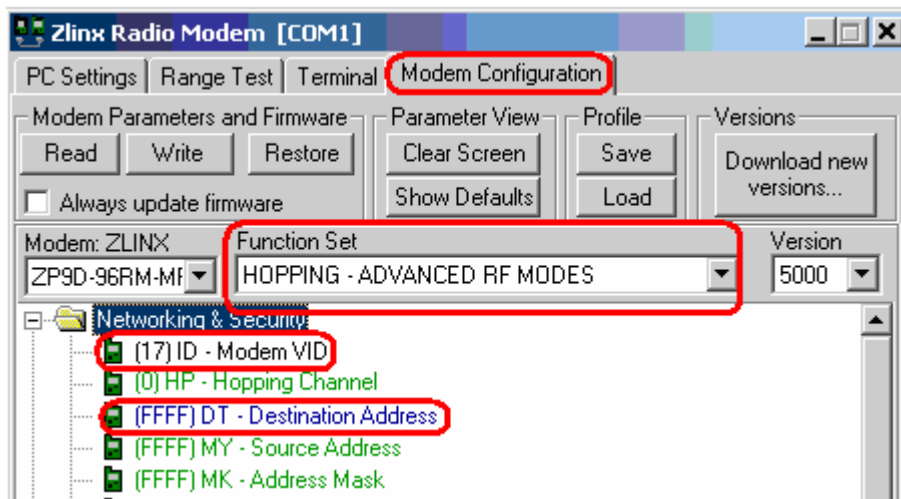 Zlinx Radio Modem [COM1]
PC Settings Range Test Terminal Modem Configuration
Modem Parameters and Firmware Parameter View Profile Versions
Read Write Restore Clear Screen Save Download new versions...
Always update firmware Show Defaults Load
Modem: ZLINX Function Set Version
ZP9D-96RM-MR HOPPING - ADVANCED RF MODES 5000
Networking & Security
(17) ID - Modem VID
(0) HP - Hopping Channel
(FFFF) DT - Destination Address
(FFFF) MY - Source Address
(FFFF) MK - Address Mask